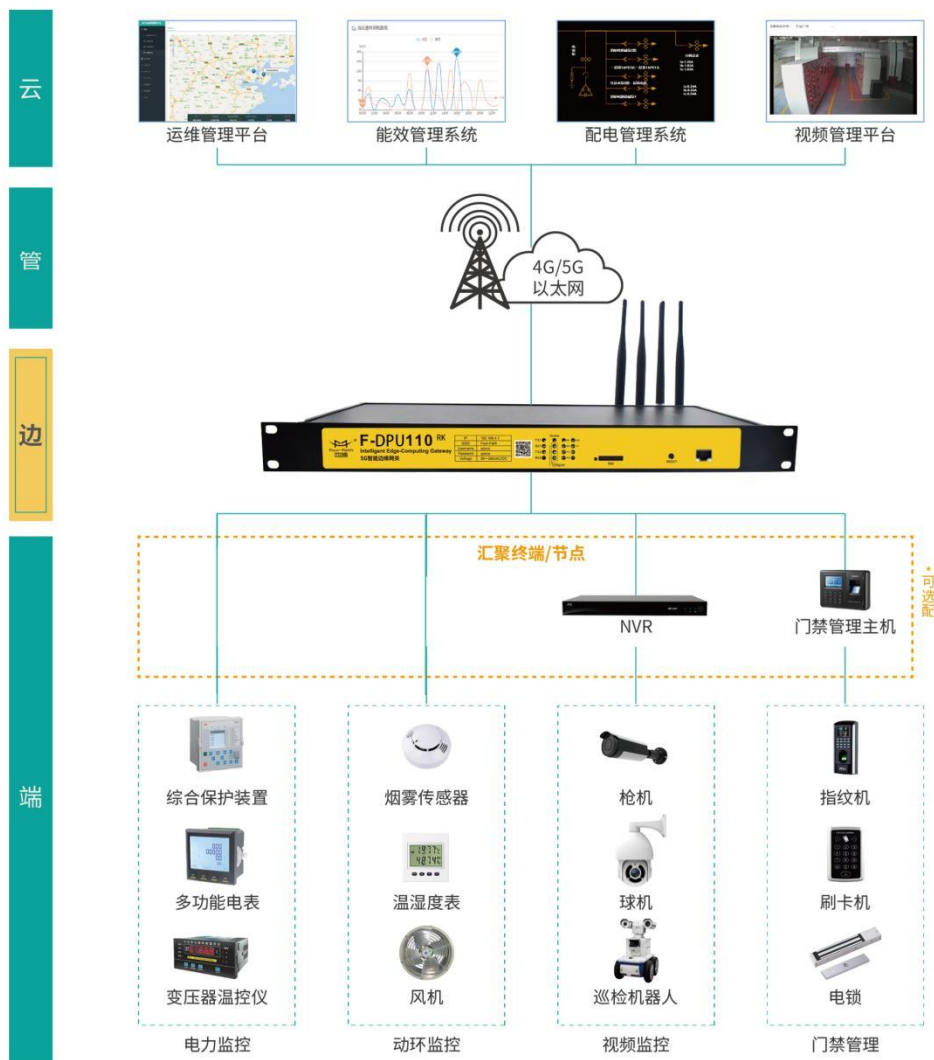 云
运维管理平台
能效管理系统
配电管理系统
视频管理平台
管
4G/5G
以太网
边
F-DPU110 RK
Intelligent Edge-Computing Gateway
5G智能边缘网关
RESET
汇聚终端/节点
*可选配
NVR
门禁管理主机
端
综合保护装置
烟雾传感器
枪机
指纹机
多功能电表
温湿度表
球机
刷卡机
变压器温控仪
风机
巡检机器人
电锁
电力监控
动环监控
视频监控
门禁管理